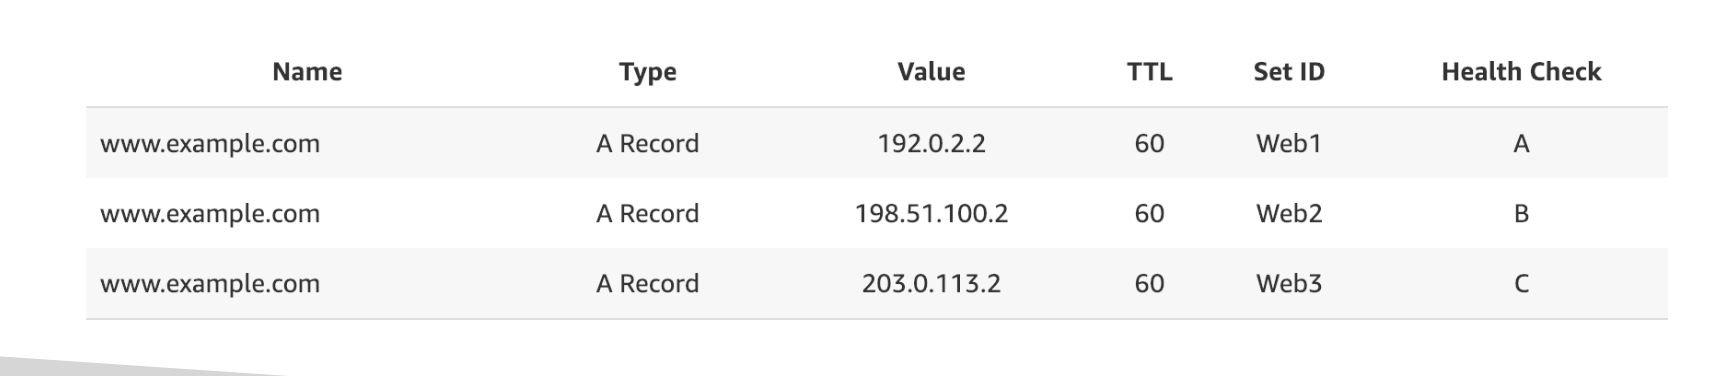 Name Type Value TTL Set ID Health Check
www.example.com A Record 192.0.2.2 60 Web1 A
www.example.com A Record 198.51.100.2 60 Web2 B
www.example.com A Record 203.0.113.2 60 Web3 C